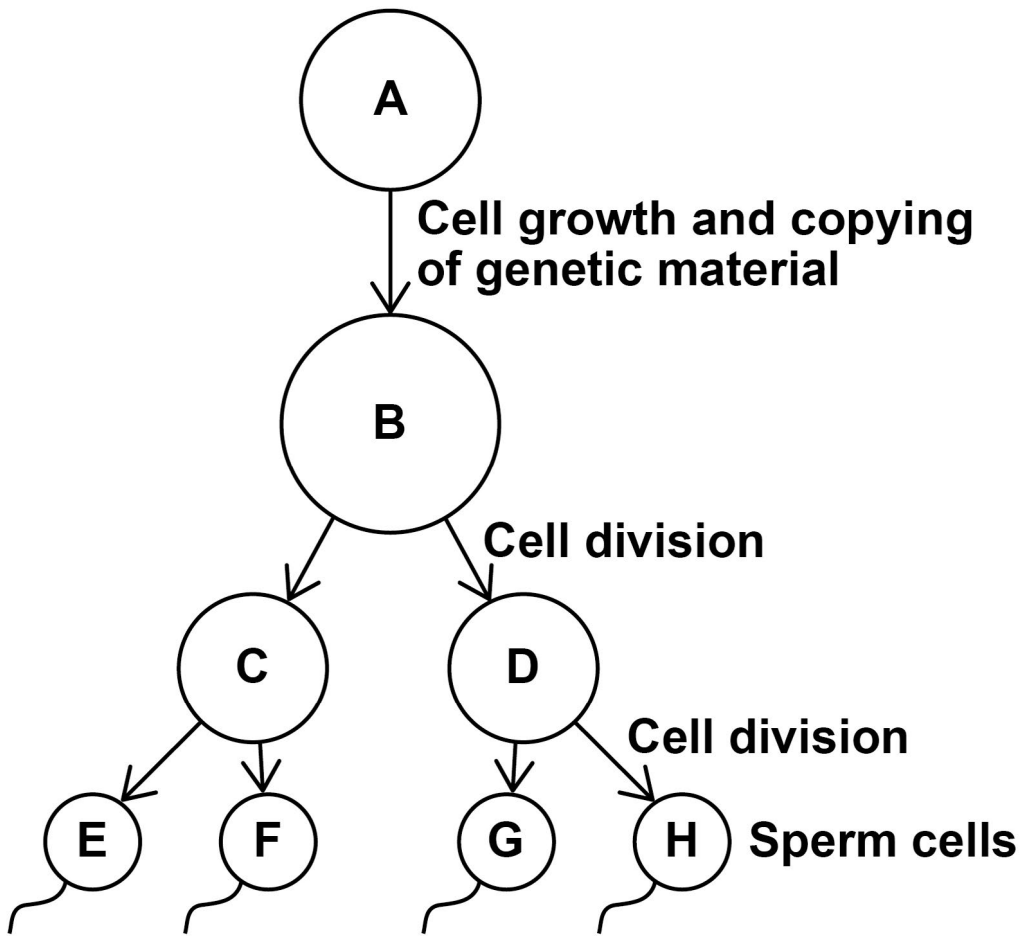 A
Cell growth and copying
of genetic material
B
Cell division
C
D
Cell division
E
F
G
H
Sperm cells